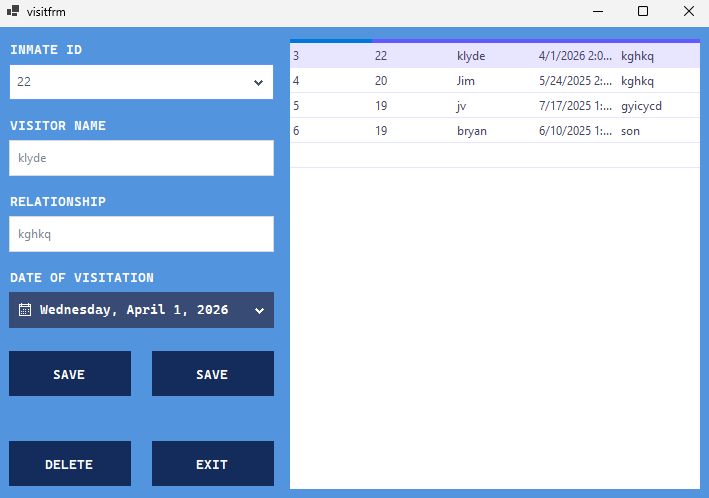 visitfrm
INMATE ID
22
VISITOR NAME
klyde
RELATIONSHIP
kghkq
DATE OF VISITATION
Wednesday, April 1, 2026
SAVE SAVE
DELETE EXIT
3 22 klyde 4/1/2026 2:0... kghkq
4 20 Jim 5/24/2025 2:... kghkq
5 19 jv 7/17/2025 1:... gyicycd
6 19 bryan 6/10/2025 1:... son